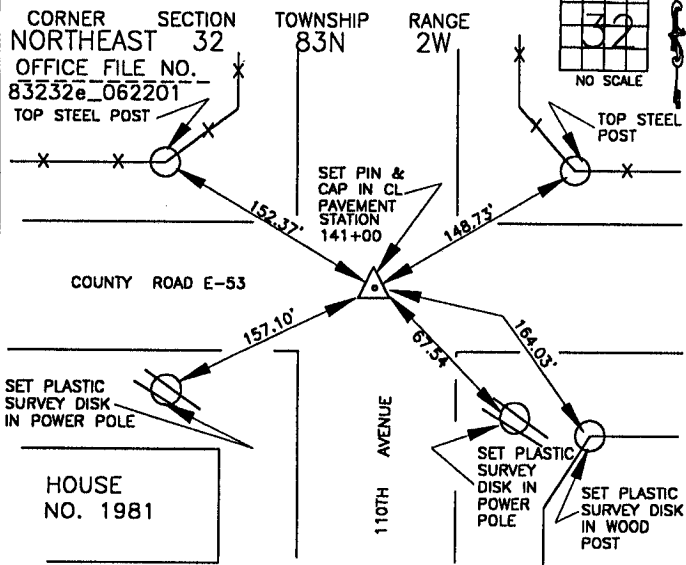 CORNER SECTION TOWNSHIP RANGE
NORTHEAST 32 83N 2W
OFFICE FILE NO.
83232e_062201
32
NO SCALE
TOP STEEL POST
TOP STEEL
POST
SET PIN &
CAP IN CL
PAVEMENT
STATION
141+00
152.37'
148.73'
COUNTY ROAD E-53
157.10'
67.54
164.03'
SET PLASTIC
SURVEY DISK
IN POWER POLE
110TH AVENUE
SET PLASTIC
SURVEY
DISK IN
POWER
POLE
SET PLASTIC
SURVEY DISK
IN WOOD
POST
HOUSE
NO. 1981